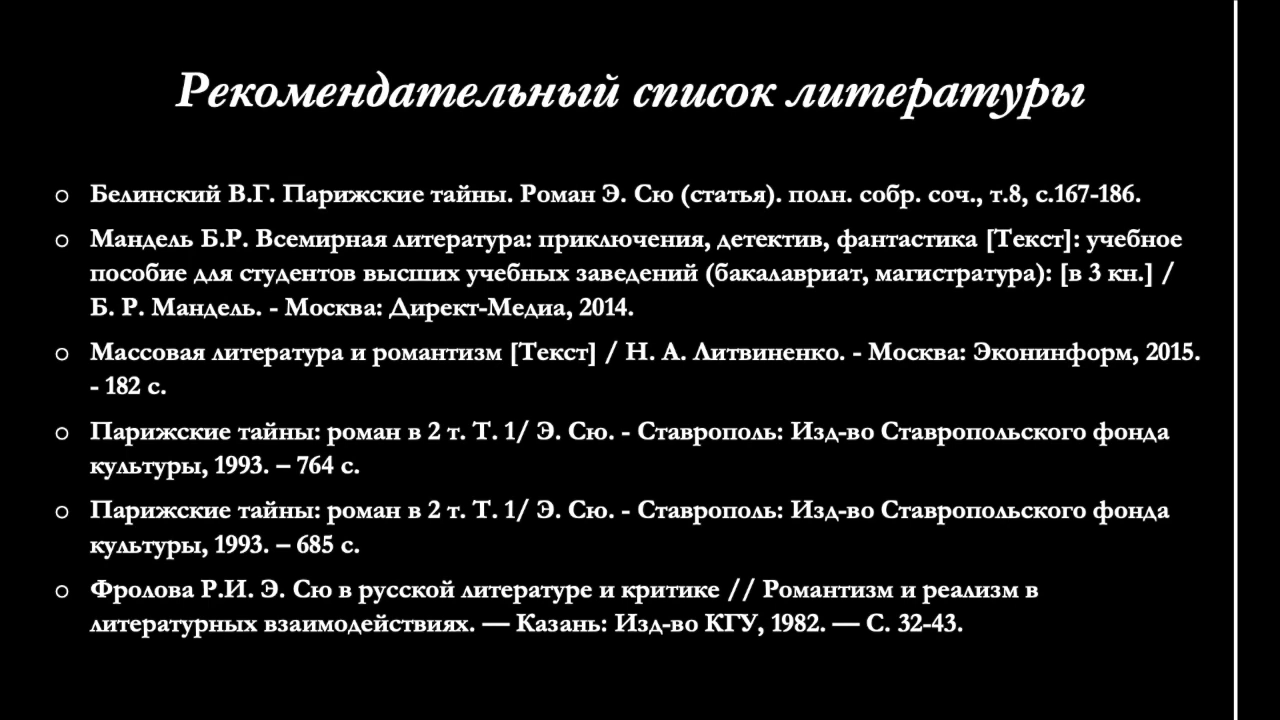 Рекомендательный список литературы
Белинский В.Г. Парижские тайны. Роман Э. Сю (статья). полн. собр. соч., т.8, с.167-186.
Мандель Б.Р. Всемирная литература: приключения, детектив, фантастика [Текст]: учебное
пособие для студентов высших учебных заведений (бакалавриат, магистратура): [в 3 кн.] /
Б. Р. Мандель. - Москва: Директ-Медиа, 2014.
Массовая литература и романтизм [Текст] / Н. А. Литвиненко. - Москва: Эконинформ, 2015.
- 182 с.
Парижские тайны: роман в 2 т. Т. 1/ Э. Сю. - Ставрополь: Изд-во Ставропольского фонда
культуры, 1993. – 764 с.
Парижские тайны: роман в 2 т. Т. 1/ Э. Сю. - Ставрополь: Изд-во Ставропольского фонда
культуры, 1993. – 685 с.
Фролова Р.И. Э. Сю в русской литературе и критике // Романтизм и реализм в
литературных взаимодействиях. — Казань: Изд-во КГУ, 1982. — С. 32-43.